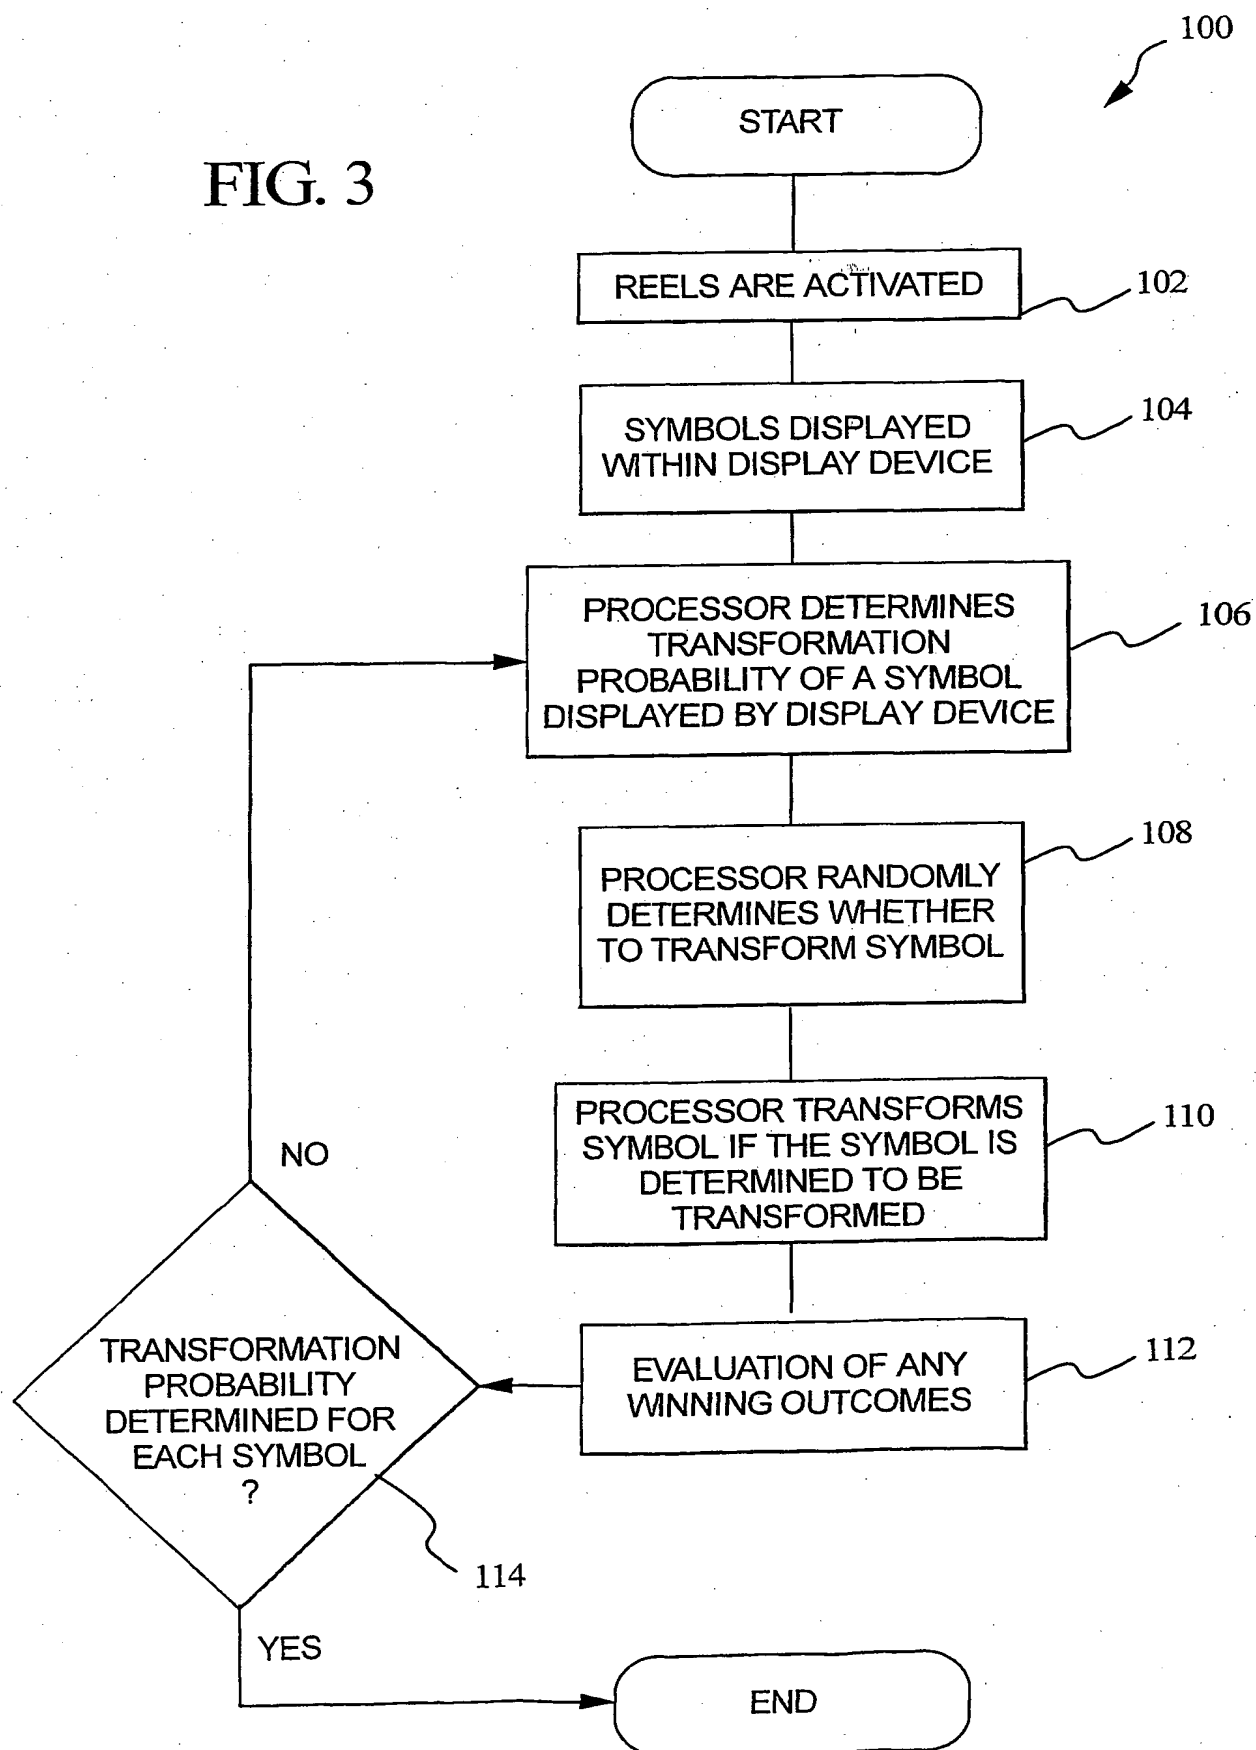 100
START
FIG. 3
REELS ARE ACTIVATED
102
SYMBOLS DISPLAYED
WITHIN DISPLAY DEVICE
104
PROCESSOR DETERMINES
TRANSFORMATION
PROBABILITY OF A SYMBOL
DISPLAYED BY DISPLAY DEVICE
106
PROCESSOR RANDOMLY
DETERMINES WHETHER
TO TRANSFORM SYMBOL
108
PROCESSOR TRANSFORMS
SYMBOL IF THE SYMBOL IS
DETERMINED TO BE
TRANSFORMED
110
NO
EVALUATION OF ANY
WINNING OUTCOMES
112
TRANSFORMATION
PROBABILITY
DETERMINED FOR
EACH SYMBOL
?
114
YES
END